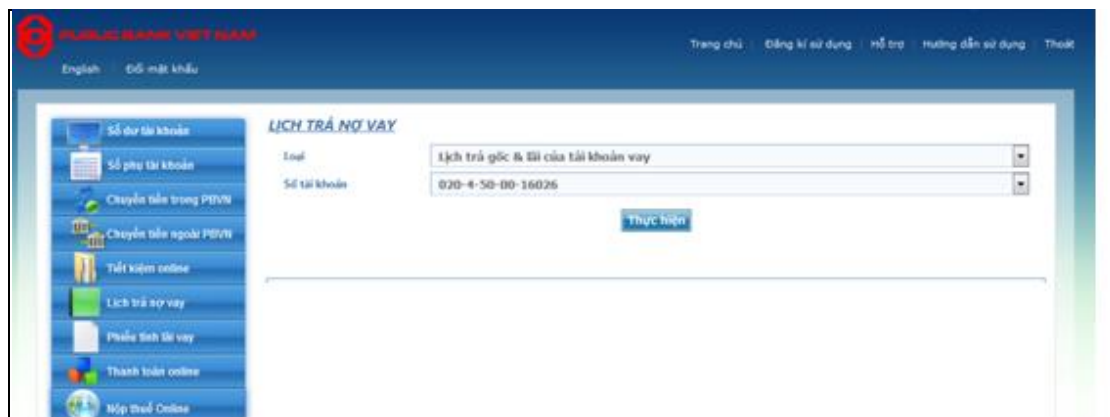 PUBLIC BANK VIET NAM
Trang chủ Đăng kí sử dụng Hỗ trợ Hướng dẫn sử dụng Thoát
English Đổi mật khẩu
LỊCH TRẢ NỢ VAY
Loại Lịch trả gốc & lãi của tài khoản vay
Số tài khoản 020-4-50-00-16026
Thực hiện
Số dư tài khoản
Sổ phụ tài khoản
Chuyển tiền trong PBVN
Chuyển tiền ngoài PBVN
Tiết kiệm online
Lịch trả nợ vay
Phiếu tính lãi vay
Thanh toán online
Nộp thuế Online